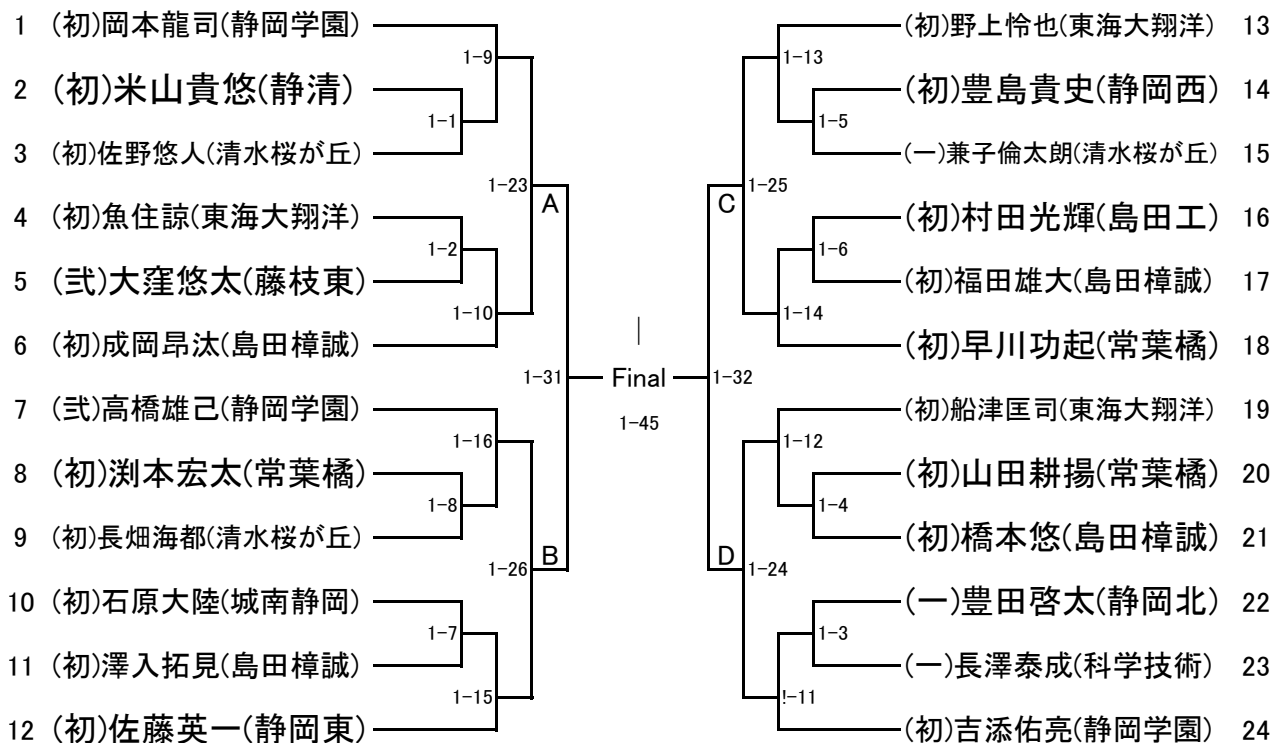 1 (初)岡本龍司(静岡学園)
1-9
2 (初)米山貴悠(静清)
1-1
3 (初)佐野悠人(清水桜が丘)
1-23
A
4 (初)魚住諒(東海大翔洋)
1-2
5 (弐)大窪悠太(藤枝東)
1-10
6 (初)成岡昂汰(島田樟誠)
1-31
7 (弐)高橋雄己(静岡学園)
1-16
8 (初)渕本宏太(常葉橘)
1-8
9 (初)長畑海都(清水桜が丘)
1-26
B
10 (初)石原大陸(城南静岡)
1-7
11 (初)澤入拓見(島田樟誠)
1-15
12 (初)佐藤英一(静岡東)
Final
1-45
(初)野上怜也(東海大翔洋) 13
1-13
(初)豊島貴史(静岡西) 14
1-5
(一)兼子倫太朗(清水桜が丘) 15
C
1-25
(初)村田光輝(島田工) 16
1-6
(初)福田雄大(島田樟誠) 17
1-14
(初)早川功起(常葉橘) 18
1-32
(初)船津匡司(東海大翔洋) 19
1-12
(初)山田耕揚(常葉橘) 20
1-4
(初)橋本悠(島田樟誠) 21
D
1-24
(一)豊田啓太(静岡北) 22
1-3
(一)長澤泰成(科学技術) 23
!-11
(初)吉添佑亮(静岡学園) 24